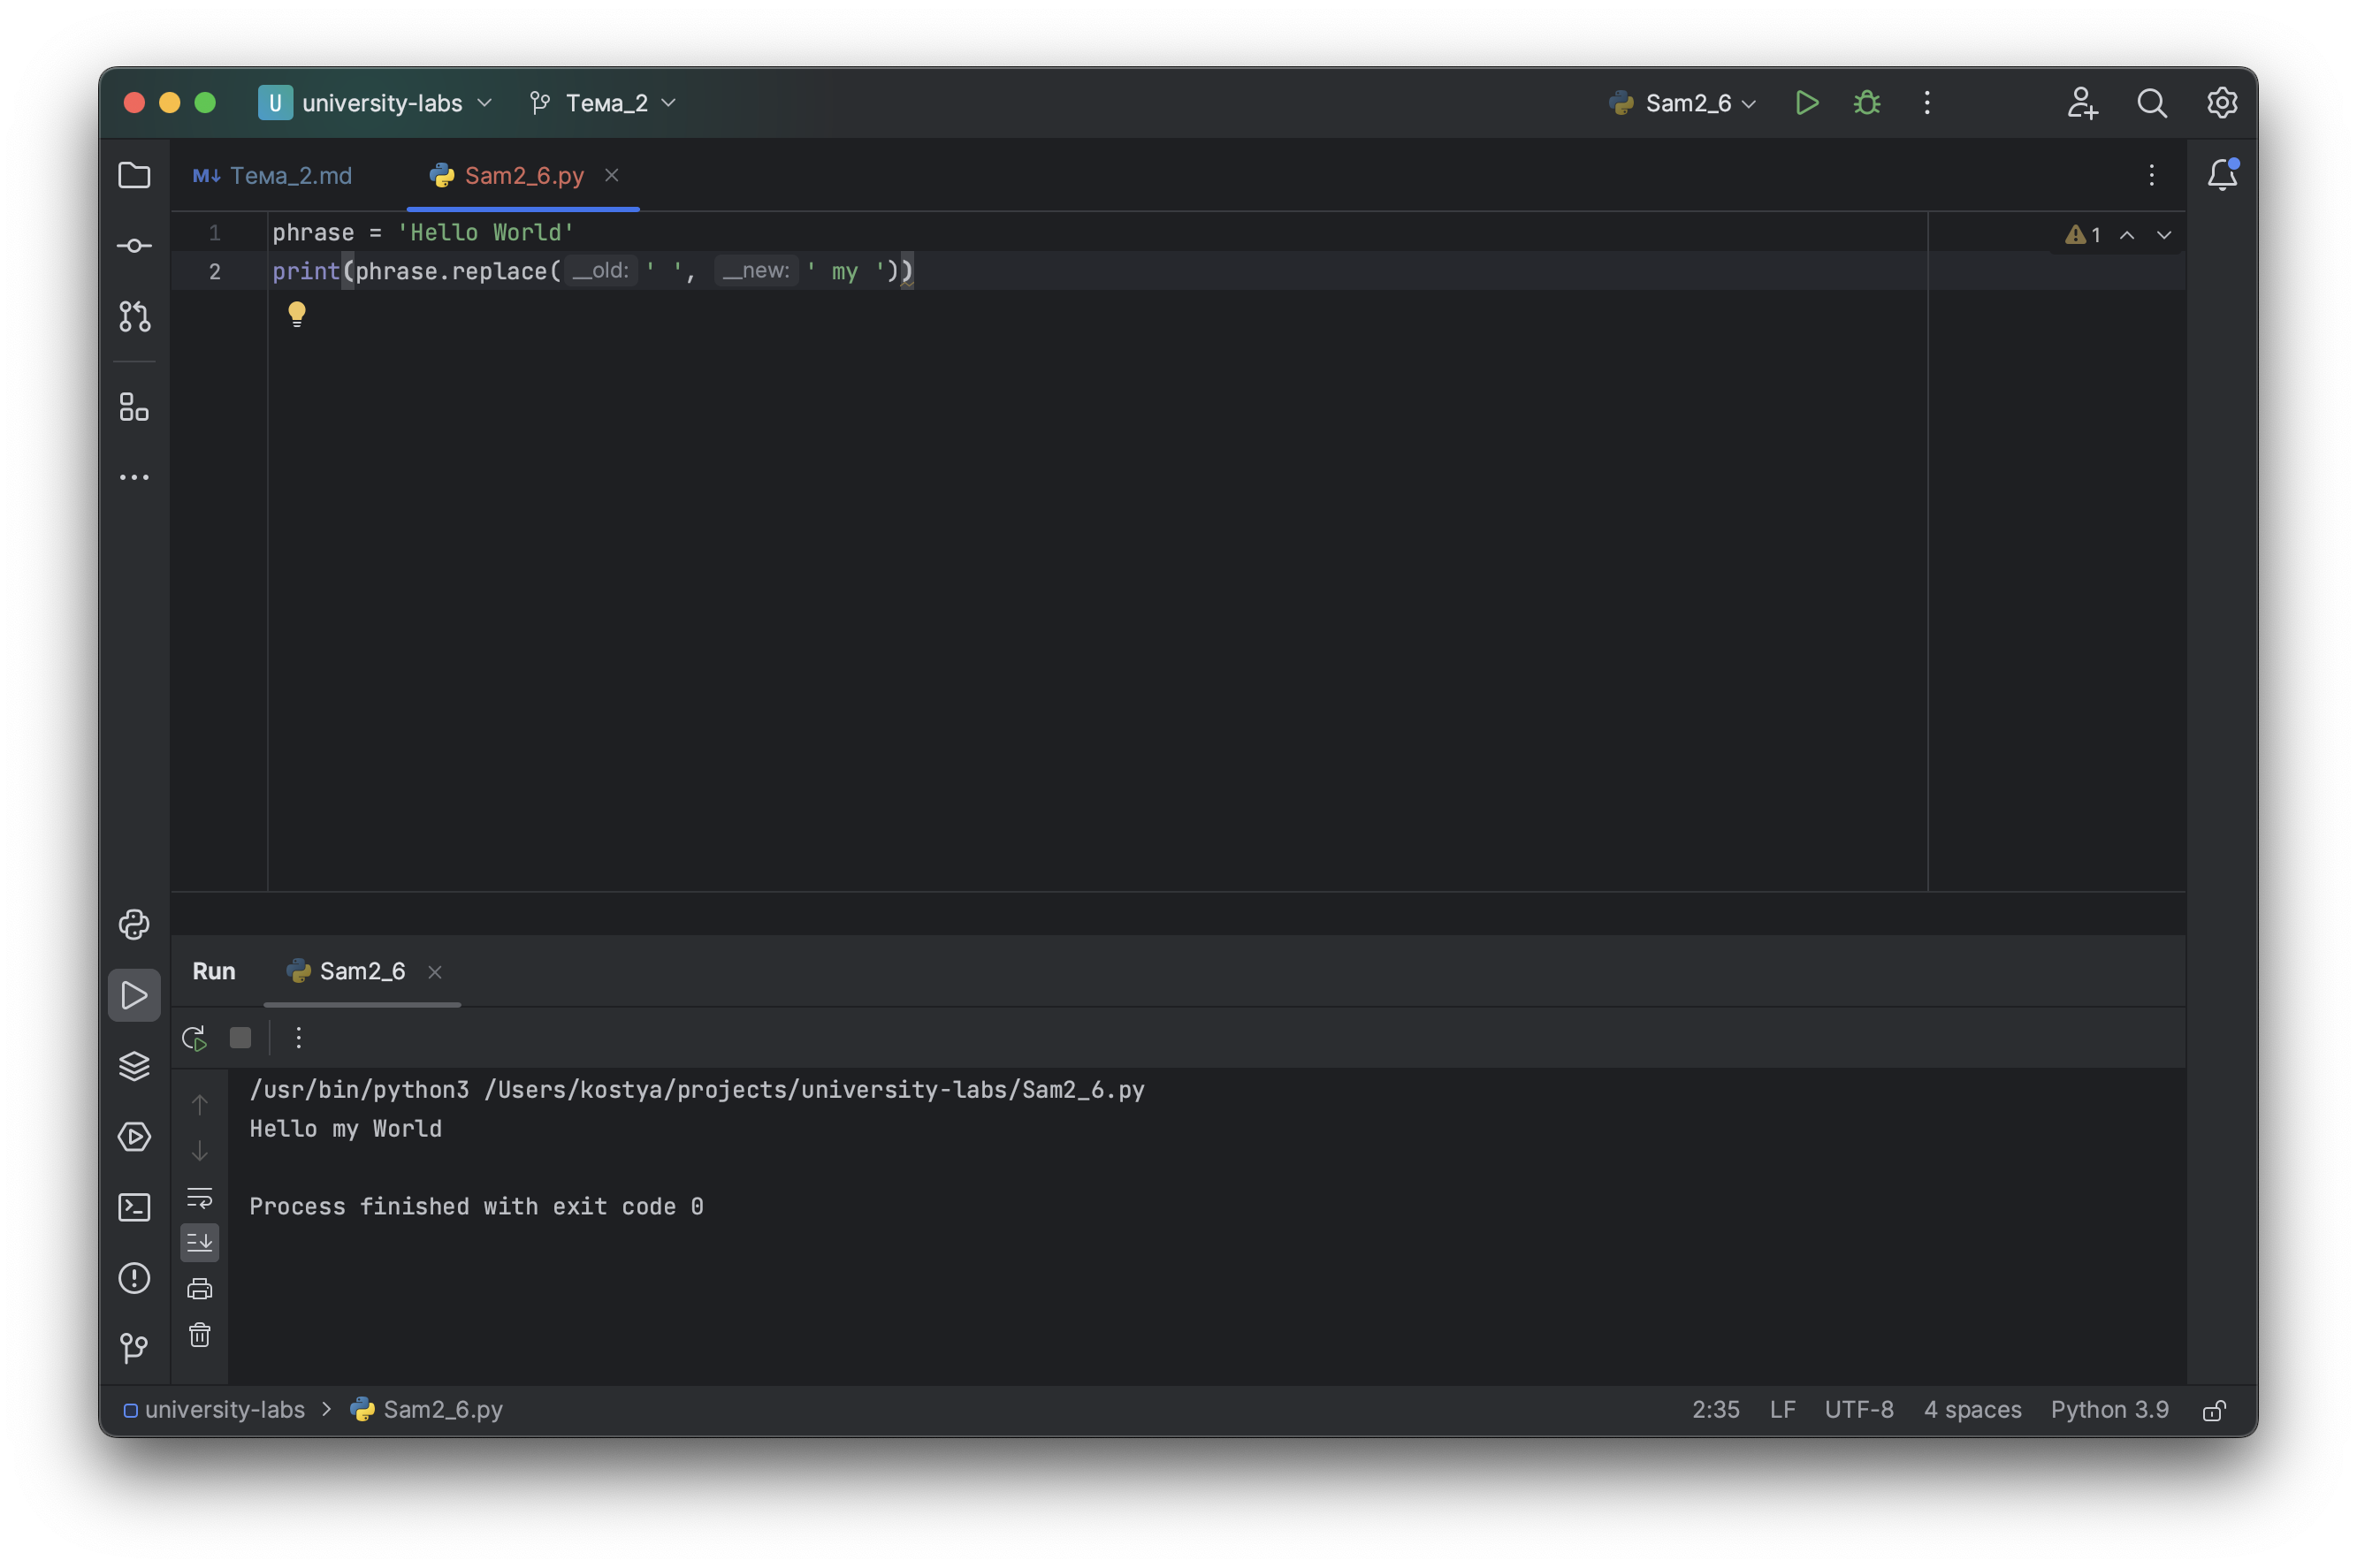 U university-labs Тема_2 Sam2_6
M↓ Тема_2.md Sam2_6.py
1 phrase = 'Hello World'
1
2 print(phrase.replace( __old: ' ', __new: ' my '))
Run Sam2_6
/usr/bin/python3 /Users/kostya/projects/university-labs/Sam2_6.py
Hello my World
Process finished with exit code 0
university-labs > Sam2_6.py 2:35 LF UTF-8 4 spaces Python 3.9